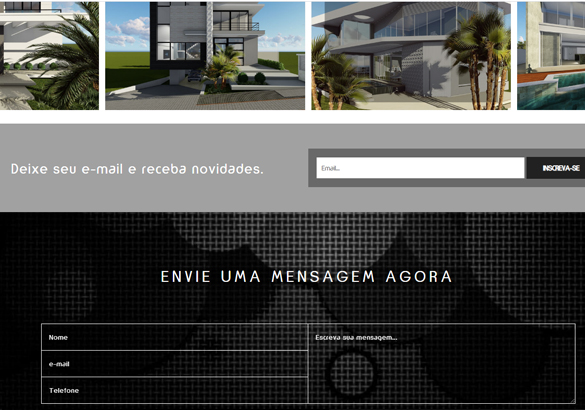 Deixe seu e-mail e receba novidades.
Email...
INSCREVA-SE
ENVIE UMA MENSAGEM AGORA
Nome
Escreva sua mensagem...
e-mail
Telefone